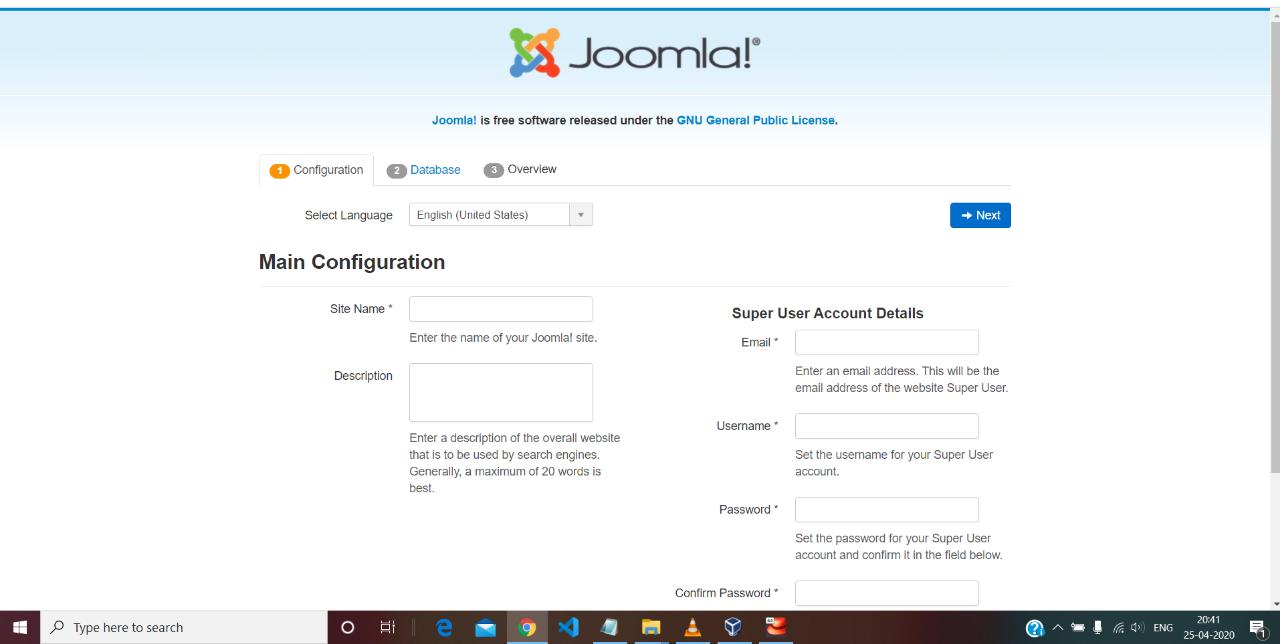 Joomla!®
Joomla! is free software released under the GNU General Public License.
1 Configuration 2 Database 3 Overview
Select Language English (United States) Next
Main Configuration
Site Name *
Enter the name of your Joomla! site.
Description
Enter a description of the overall website
that is to be used by search engines.
Generally, a maximum of 20 words is
best.
Super User Account Details
Email *
Enter an email address. This will be the
email address of the website Super User.
Username *
Set the username for your Super User
account.
Password *
Set the password for your Super User
account and confirm it in the field below.
Confirm Password *
Type here to search
ENG
20:41
25-04-2020
1